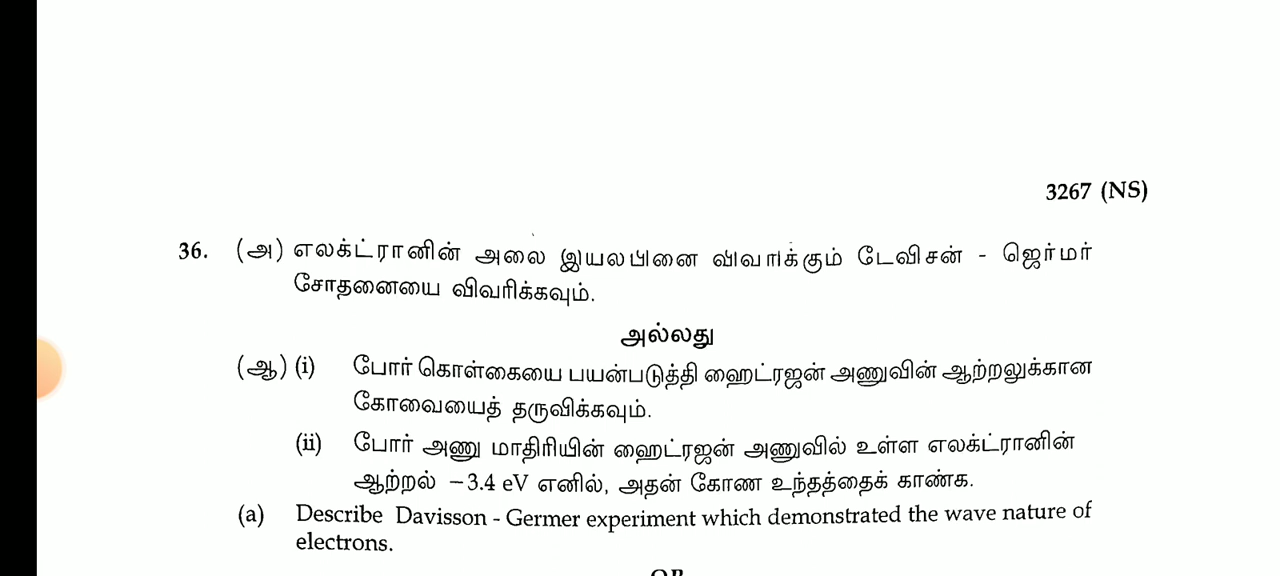 3267 (NS)
36. (அ) எலக்ட்ரானின் அலை இயல்பினை விவரிக்கும் டேவிசன் - ஜெர்மர்
சோதனையை விவரிக்கவும்.
அல்லது
(ஆ) (i) போர் கொள்கையை பயன்படுத்தி ஹைட்ரஜன் அணுவின் ஆற்றலுக்கான
கோவையைத் தருவிக்கவும்.
(ii) போர் அணு மாதிரியின் ஹைட்ரஜன் அணுவில் உள்ள எலக்ட்ரானின்
ஆற்றல் −3.4 eV எனில், அதன் கோண உந்தத்தைக் காண்க.
(a) Describe Davisson - Germer experiment which demonstrated the wave nature of
electrons.